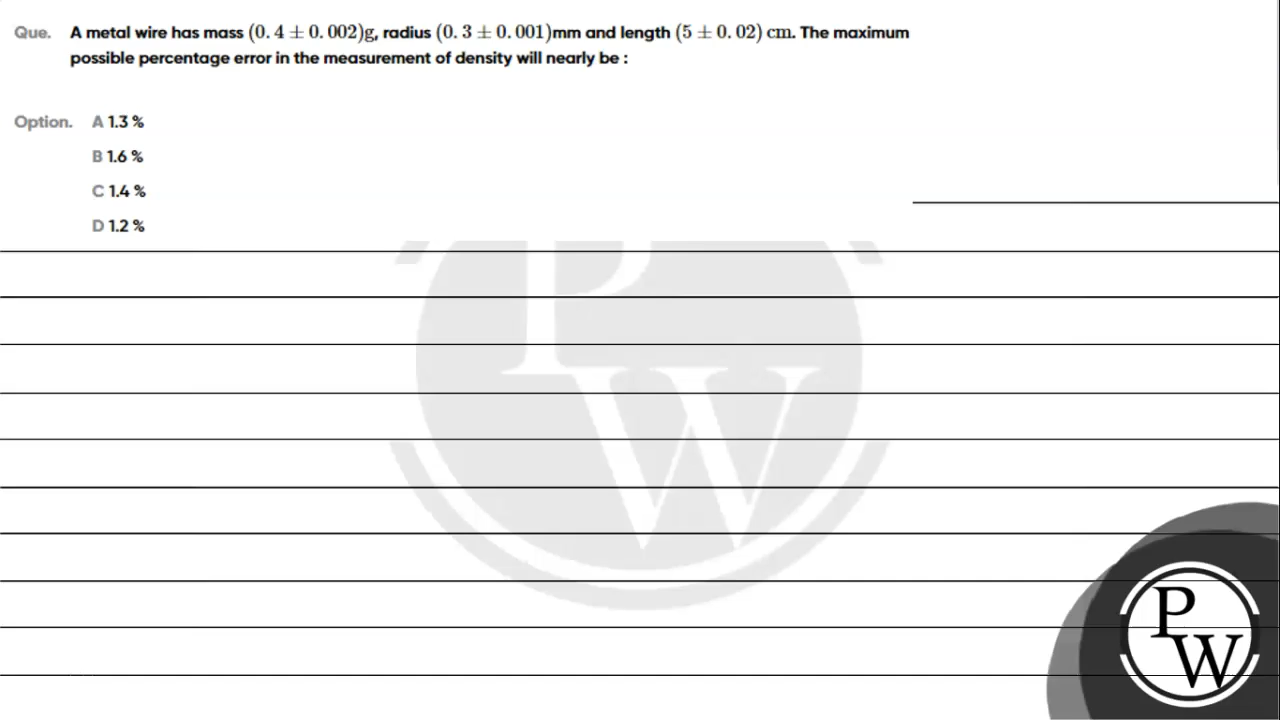 Que. A metal wire has mass (0. 4 ± 0. 002)g, radius (0. 3 ± 0. 001)mm and length (5 ± 0. 02) cm. The maximum
possible percentage error in the measurement of density will nearly be :
Option. A 1.3 %
B 1.6 %
C 1.4 %
D 1.2 %
P
W
P
W